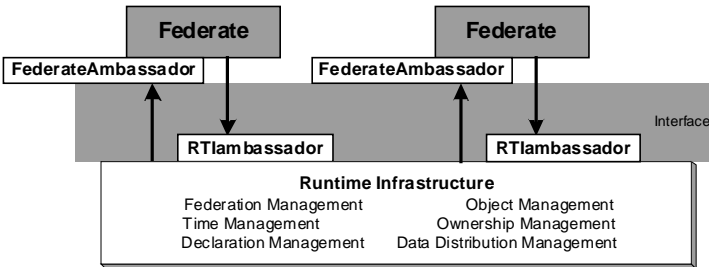 Federate Federate
FederateAmbassador FederateAmbassador
Interface
RTIambassador RTIambassador
Runtime Infrastructure
Federation Management Object Management
Time Management Ownership Management
Declaration Management Data Distribution Management